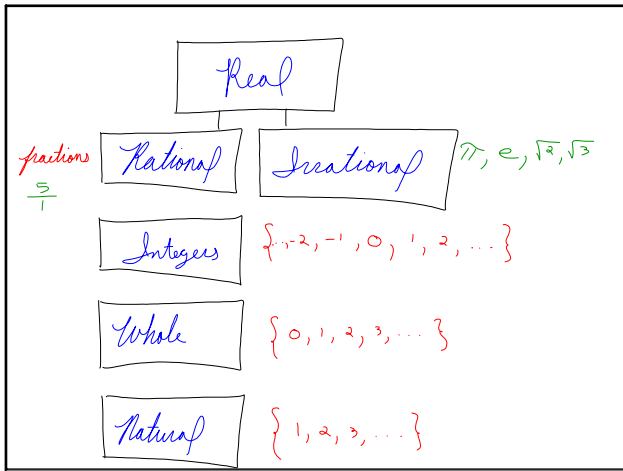 Real
fractions Rational Irrational π, e, √2, √3
5/1
Integers {..,-2, -1, 0, 1, 2, ... }
Whole { 0, 1, 2, 3, ... }
Natural { 1, 2, 3, .... }